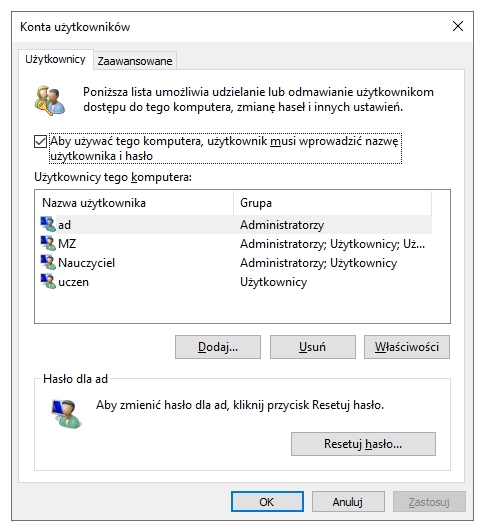 Konta użytkowników
Użytkownicy Zaawansowane
Poniższa lista umożliwia udzielanie lub odmawianie użytkownikom
dostępu do tego komputera, zmianę haseł i innych ustawień.
Aby używać tego komputera, użytkownik musi wprowadzić nazwę
użytkownika i hasło
Użytkownicy tego komputera:
Nazwa użytkownika Grupa
ad Administratorzy
MZ Administratorzy; Użytkownicy; Uż...
Nauczyciel Administratorzy; Użytkownicy
uczen Użytkownicy
Dodaj... Usuń Właściwości
Hasło dla ad
Aby zmienić hasło dla ad, kliknij przycisk Resetuj hasło.
Resetuj hasło...
OK Anuluj Zastosuj